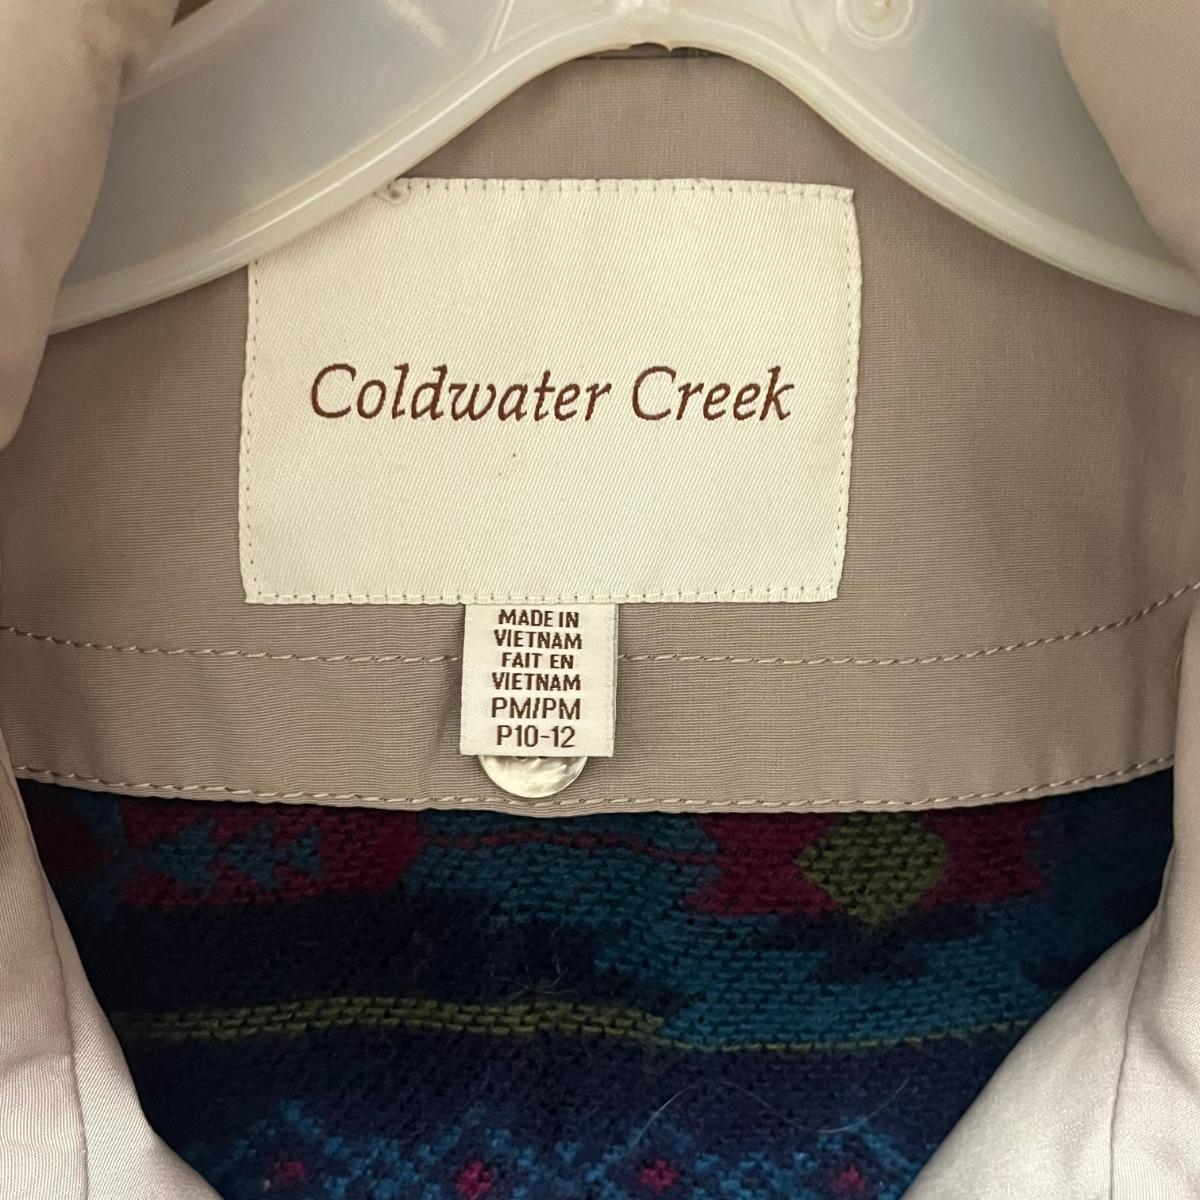 Coldwater Creek
MADE IN
VIETNAM
FAIT EN
VIETNAM
PM/PM
P10-12